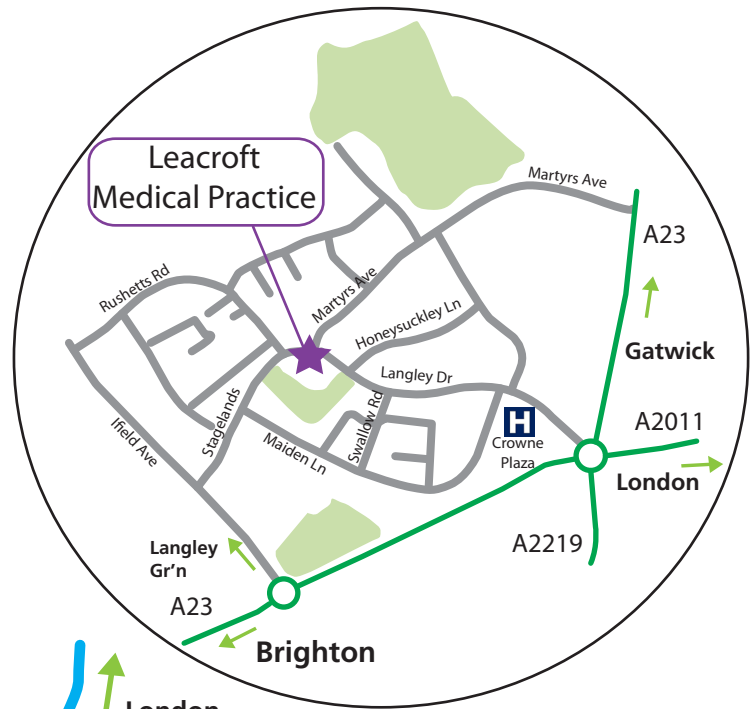 Leacroft
Medical Practice
Martyrs Ave
A23
Rushetts Rd
Martyrs Ave
Honeysuckley Ln
Gatwick
Langley Dr
Stagelands
Swallow Rd
H
Crowne
Plaza
A2011
Ifield Ave
Maiden Ln
London
Langley
Gr'n
A2219
A23
Brighton
London